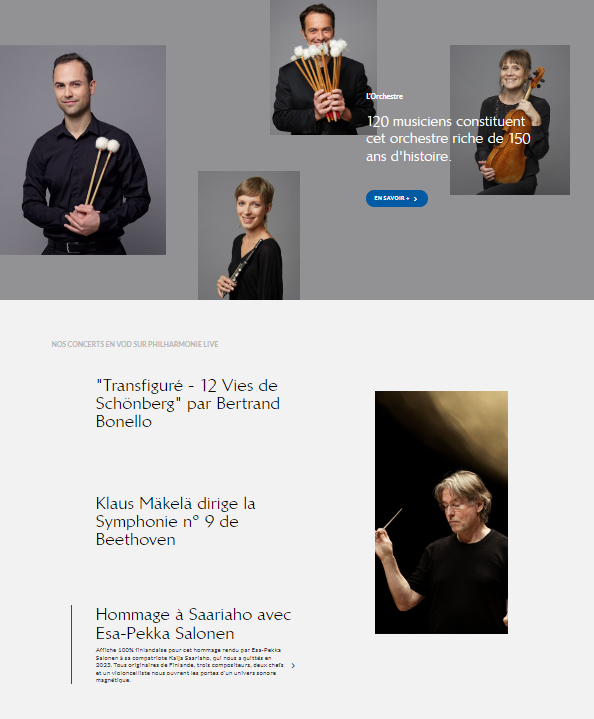 L'Orchestre
120 musiciens constituent
cet orchestre riche de 150
ans d'histoire.
EN SAVOIR +
NOS CONCERTS EN VOD SUR PHILHARMONIE LIVE
"Transfiguré - 12 Vies de
Schönberg" par Bertrand
Bonello
Klaus Mäkelä dirige la
Symphonie n° 9 de
Beethoven
Hommage à Saariaho avec
Esa-Pekka Salonen
Affiche 100% finlandaise pour cet hommage rendu par Esa-Pekka
Salonen à sa compatriote Kaija Saariaho, qui nous a quittés en
2023. Tous originaires de Finlande, trois compositeurs, deux chefs
et un violoncelliste nous ouvrent les portes d'un univers sonore
magnétique.